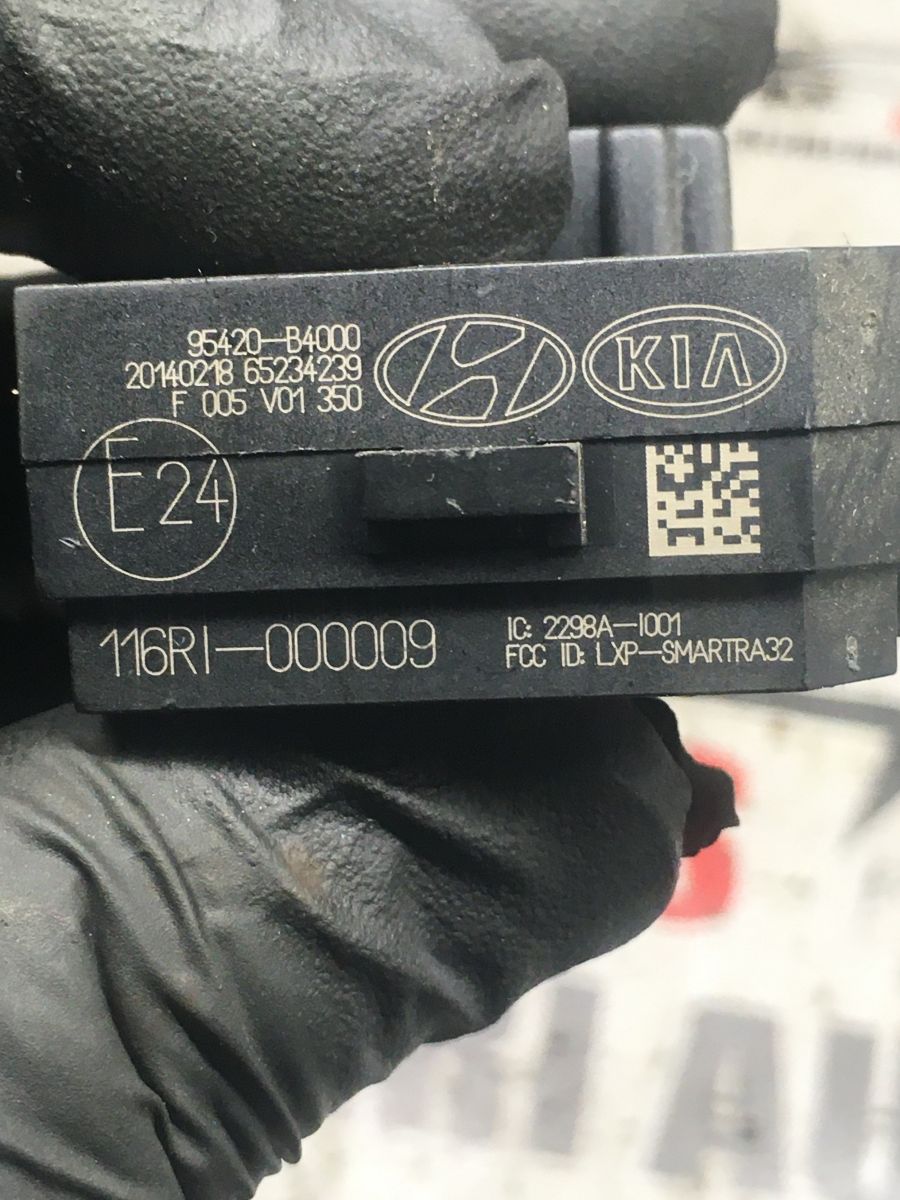 95420-B4000
20140218 65234239
F 005 V01 350
KIA
E24
116RI-000009
IC: 2298A-I001
FCC ID: LXP-SMARTRA32